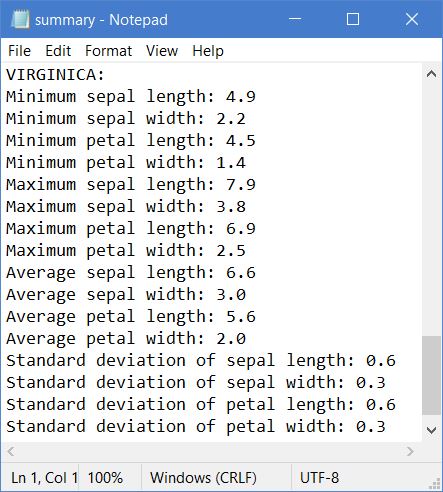 summary - Notepad
File Edit Format View Help
VIRGINICA:
Minimum sepal length: 4.9
Minimum sepal width: 2.2
Minimum petal length: 4.5
Minimum petal width: 1.4
Maximum sepal length: 7.9
Maximum sepal width: 3.8
Maximum petal length: 6.9
Maximum petal width: 2.5
Average sepal length: 6.6
Average sepal width: 3.0
Average petal length: 5.6
Average petal width: 2.0
Standard deviation of sepal length: 0.6
Standard deviation of sepal width: 0.3
Standard deviation of petal length: 0.6
Standard deviation of petal width: 0.3
Ln 1, Col 1 100% Windows (CRLF) UTF-8